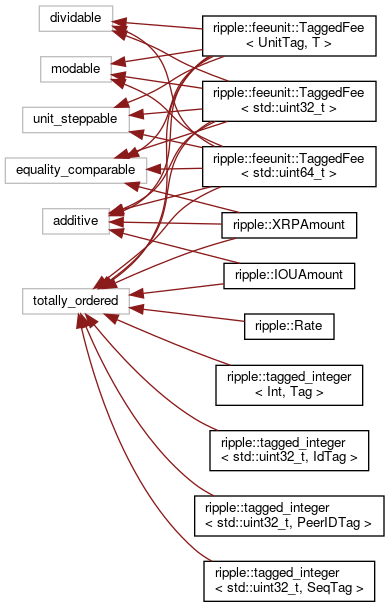 dividable
modable
unit_steppable
equality_comparable
additive
totally_ordered
ripple::feeunit::TaggedFee
< UnitTag, T >
ripple::feeunit::TaggedFee
< std::uint32_t >
ripple::feeunit::TaggedFee
< std::uint64_t >
ripple::XRPAmount
ripple::IOUAmount
ripple::Rate
ripple::tagged_integer
< Int, Tag >
ripple::tagged_integer
< std::uint32_t, IdTag >
ripple::tagged_integer
< std::uint32_t, PeerIDTag >
ripple::tagged_integer
< std::uint32_t, SeqTag >